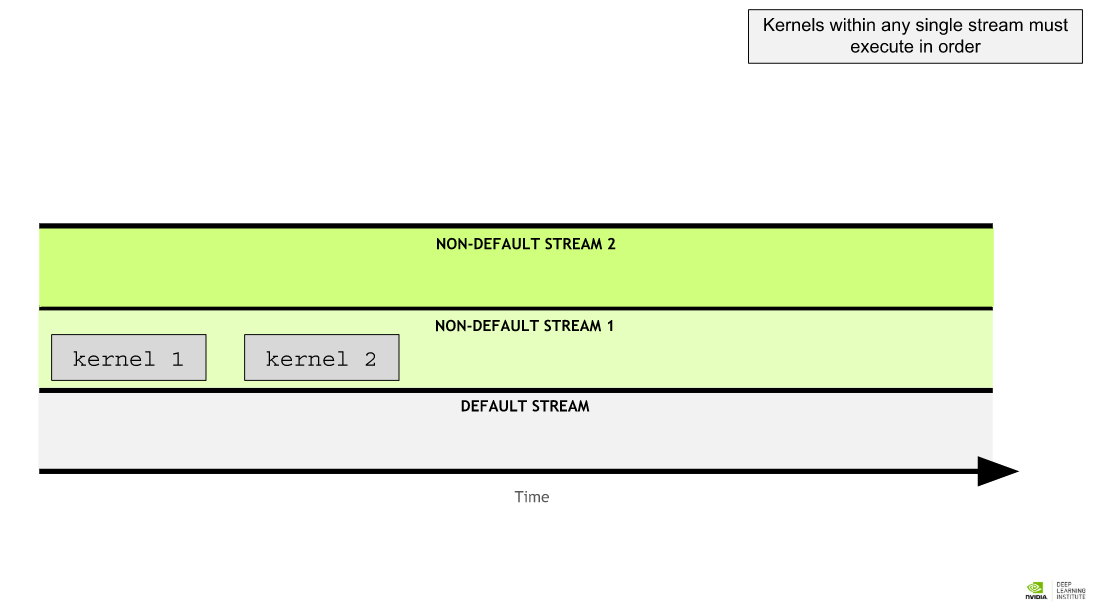 Kernels within any single stream must
execute in order
NON-DEFAULT STREAM 2
NON-DEFAULT STREAM 1
kernel 1
kernel 2
DEFAULT STREAM
Time
NVIDIA.
DEEP
LEARNING
INSTITUTE